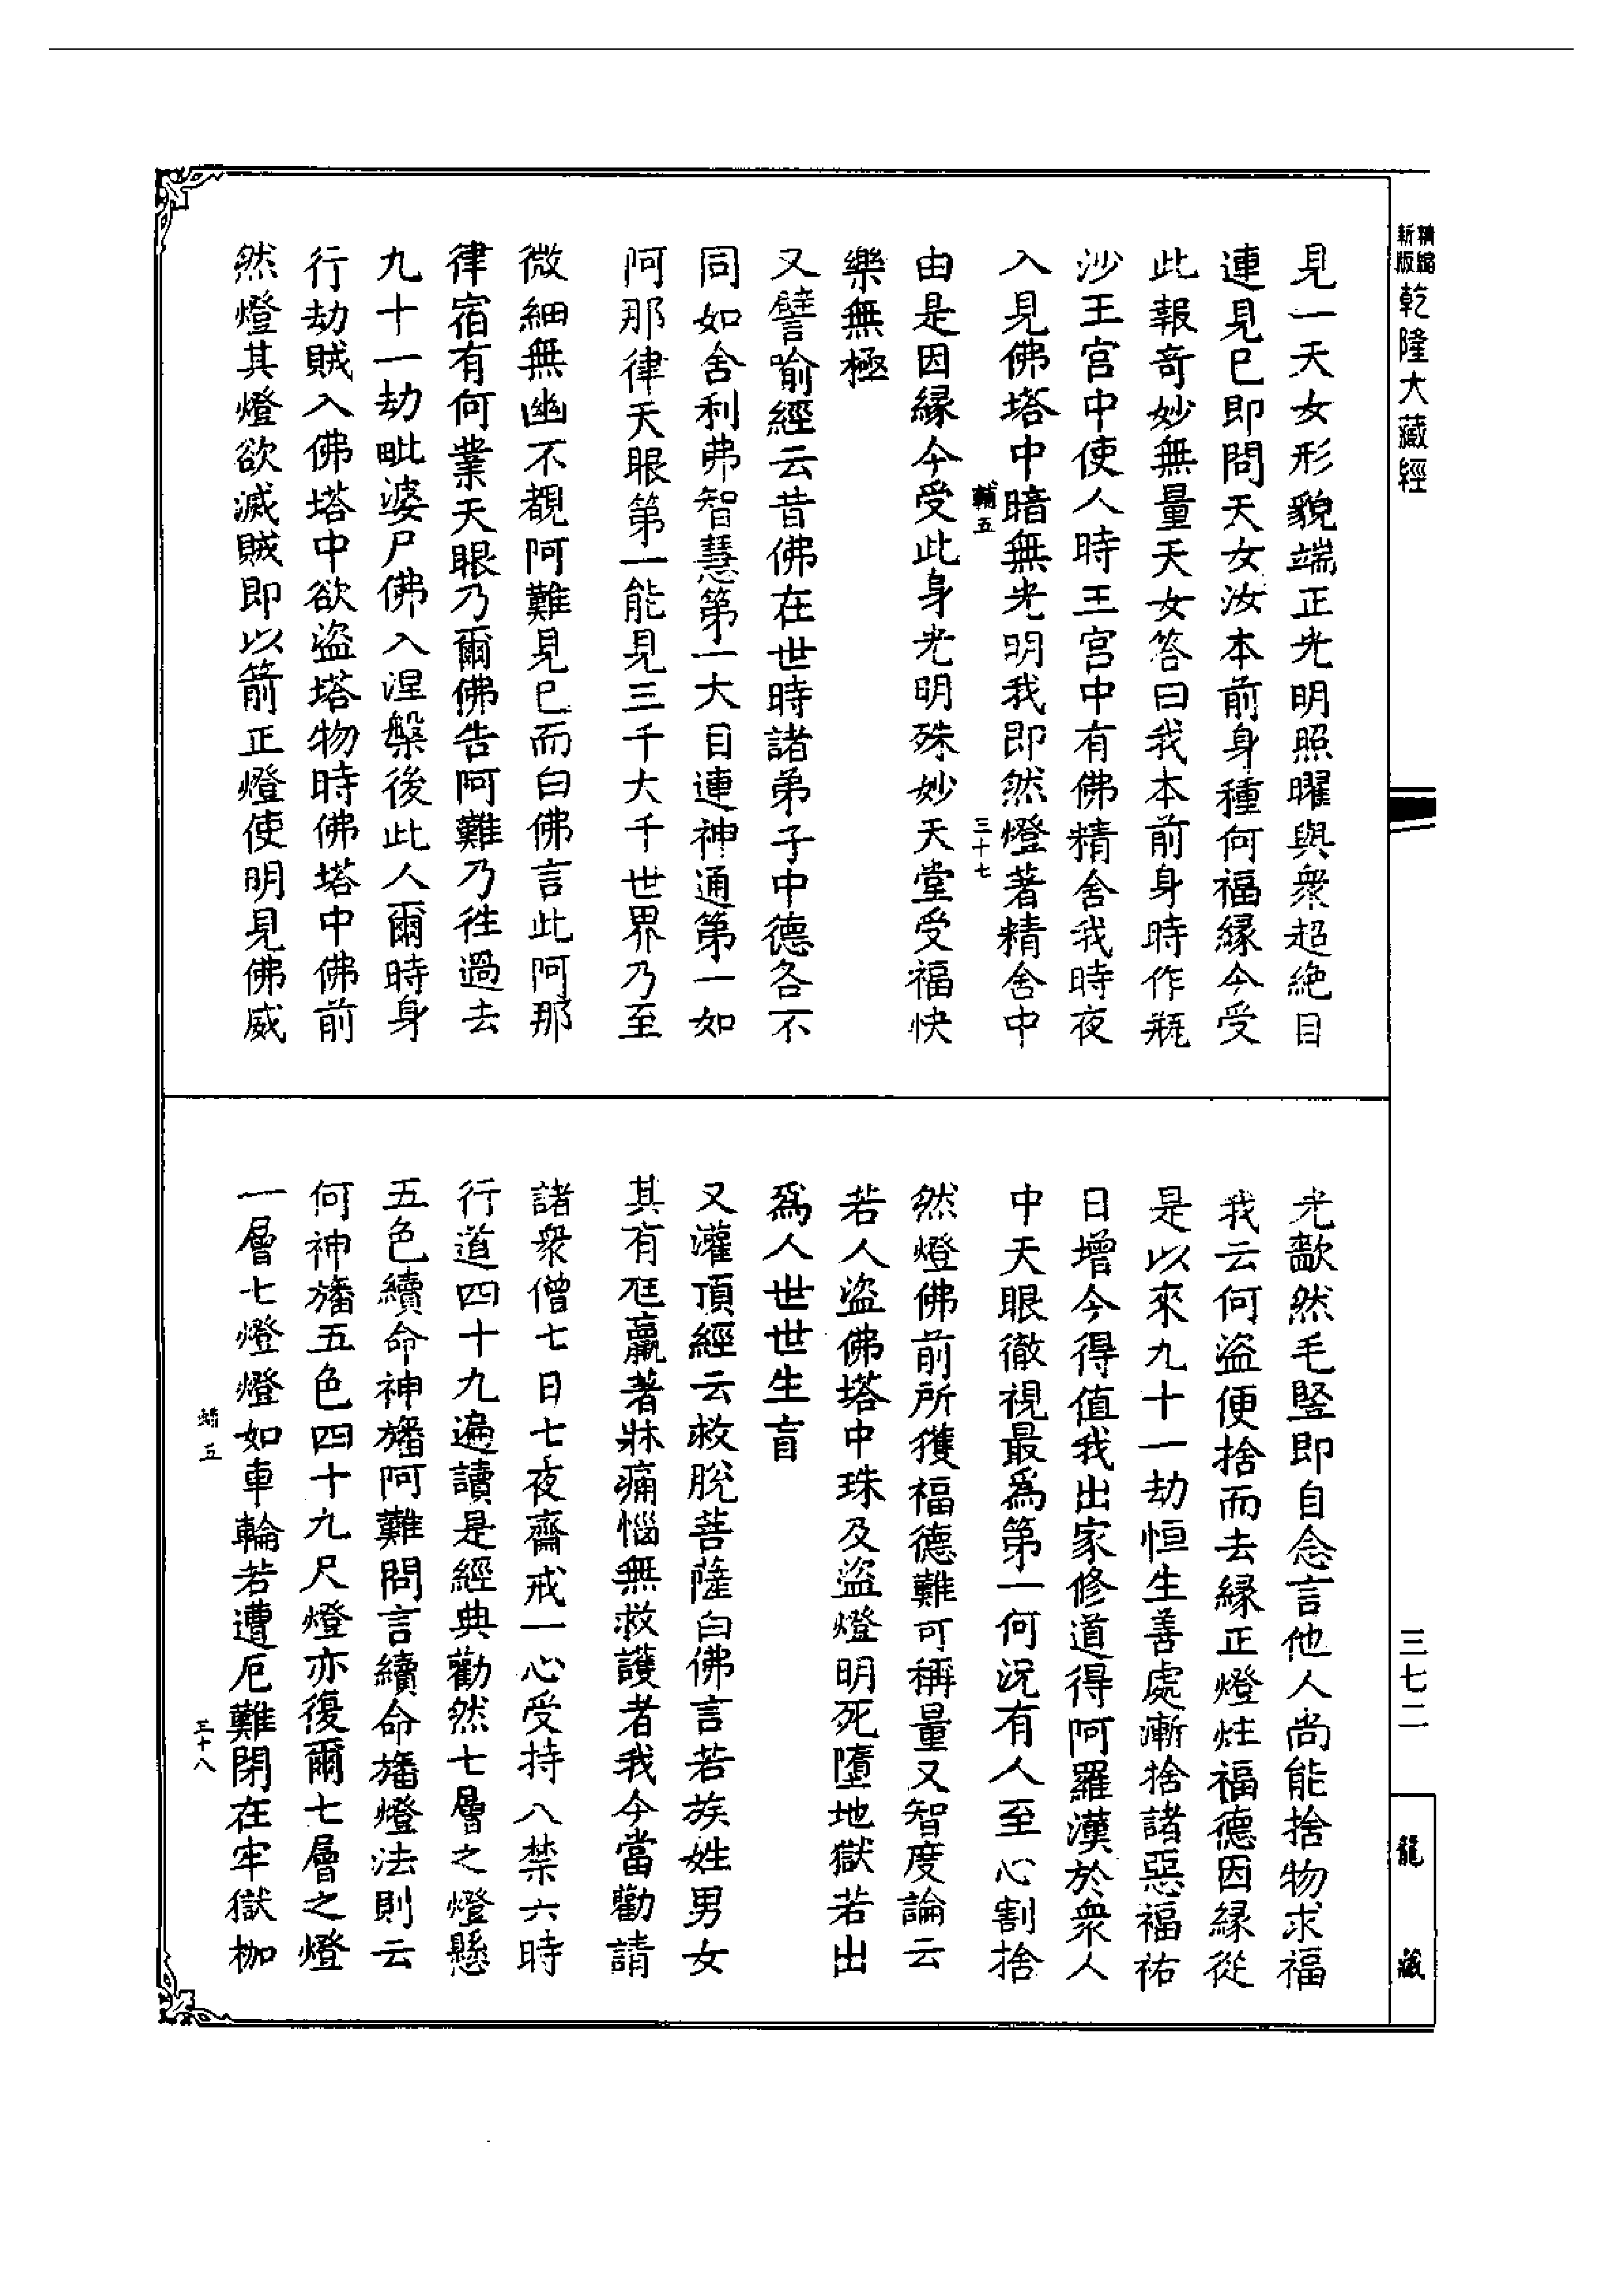 精縮新版乾隆大藏經
見一天女形貌端正光明照曜與衆超絶目
連見已即問天女汝本前身種何福縁今受
此報奇妙無量天女答曰我本前身時作瓶
沙王宮中使人時王宮中有佛精舍我時夜
入見佛塔中暗無光明我即然燈著精舍中
輔五
三十七
由是因縁今受此身光明殊妙天堂受福快
樂無極
又譬喻經云昔佛在世時諸弟子中德各不
同如舍利弗智慧第一大目連神通第一如
阿那律天眼第一能見三千大千世界乃至
微細無幽不覩阿難見已而白佛言此阿那
律宿有何業天眼乃爾佛告阿難乃徃過去
九十一劫毗婆尸佛入涅槃後此人爾時身
行劫賊入佛塔中欲盜塔物時佛塔中佛前
然燈其燈欲滅賊即以箭正燈使明見佛威
光歘然毛竪即自念言他人尚能捨物求福
我云何盜便捨而去縁正燈炷福德因縁從
是以來九十一劫恒生善處漸捨諸惡福祐
日增今得值我出家修道得阿羅漢於衆人
中天眼徹視最爲第一何況有人至心割捨
然燈佛前所獲福德難可稱量又智度論云
若人盜佛塔中珠及盜燈明死墮地獄若出
爲人世世生盲
又灌頂經云救脫菩薩白佛言若族姓男女
其有尫羸著牀痛惱無救護者我今當勸請
諸衆僧七日七夜齋戒一心受持八禁六時
行道四十九遍讀是經典勸然七層之燈懸
五色續命神旛阿難問言續命旛燈法則云
何神旛五色四十九尺燈亦復爾七層之燈
一層七燈燈如車輪若遭厄難閉在牢獄枷
輔五
三十八
三七二
龍藏